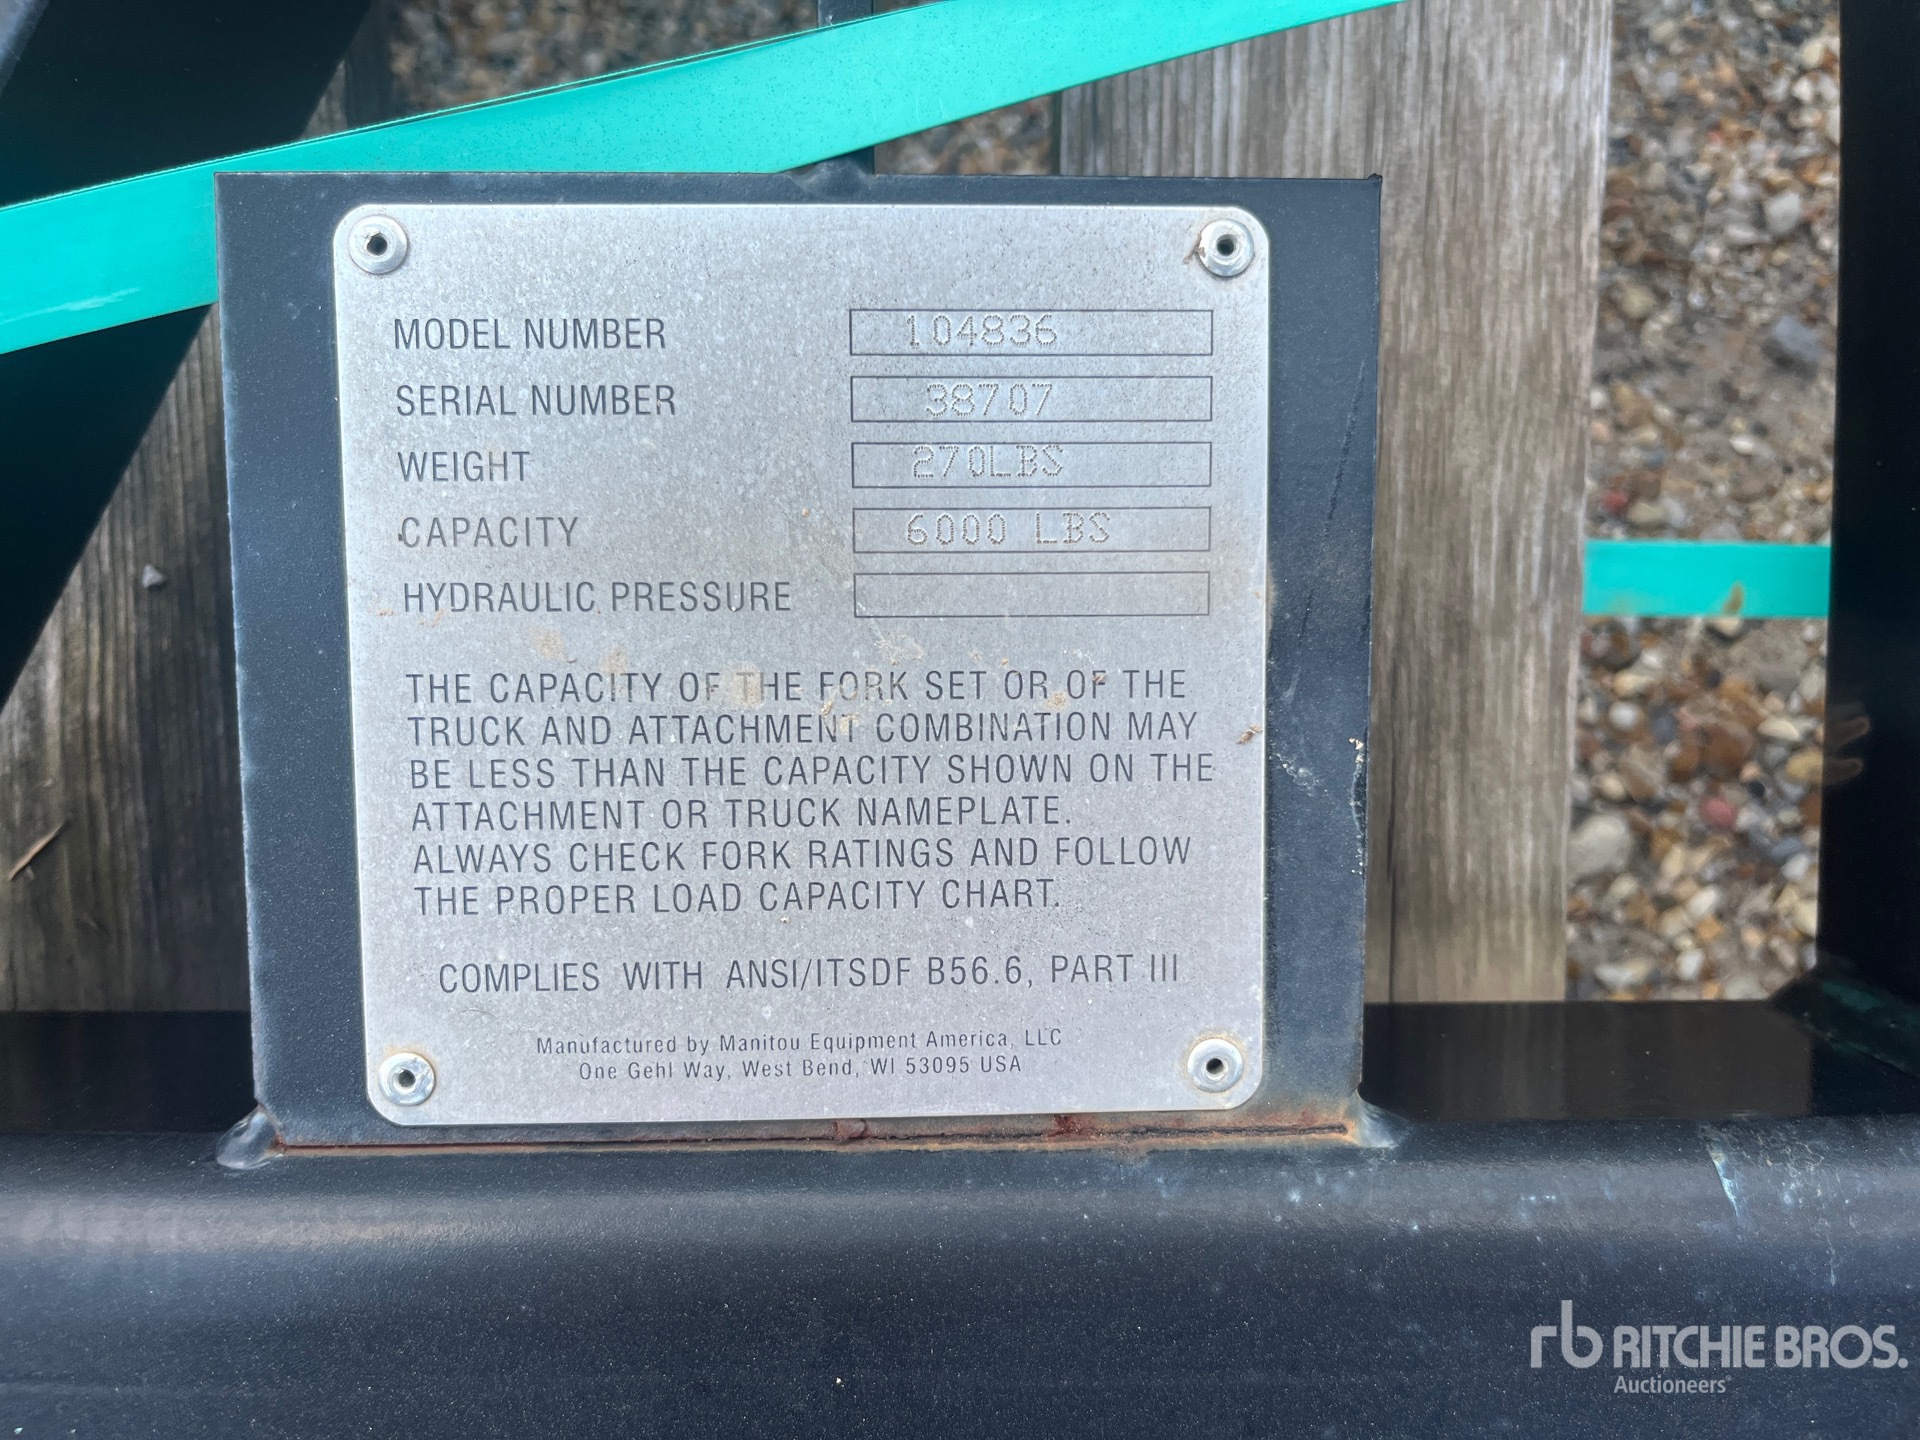 MODEL NUMBER 104836
SERIAL NUMBER 38707
WEIGHT 270LBS
CAPACITY 6000 LBS
HYDRAULIC PRESSURE
THE CAPACITY OF THE FORK SET OR OF THE
TRUCK AND ATTACHMENT COMBINATION MAY
BE LESS THAN THE CAPACITY SHOWN ON THE
ATTACHMENT OR TRUCK NAMEPLATE.
ALWAYS CHECK FORK RATINGS AND FOLLOW
THE PROPER LOAD CAPACITY CHART.
COMPLIES WITH ANSI/ITSDF B56.6, PART III
Manufactured by Manitou Equipment America, LLC
One Gehl Way, West Bend, WI 53095 USA
rb RITCHIE BROS.
Auctioneers